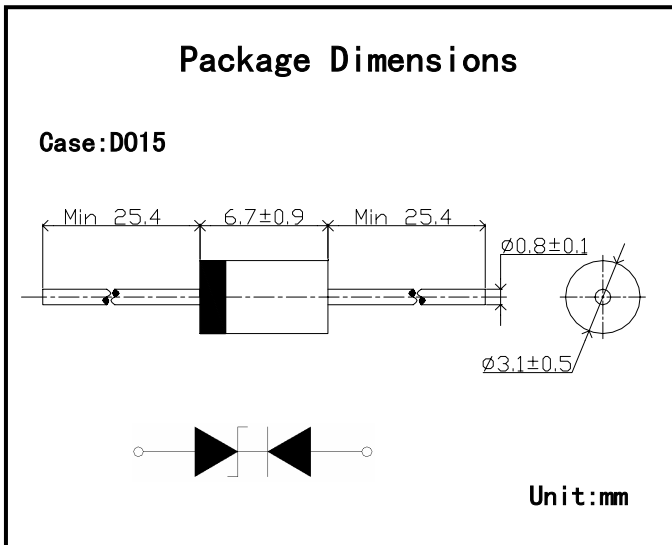 Package Dimensions
Case:DO15
Min 25.4 6.7±0.9 Min 25.4
ø0.8±0.1
ø3.1±0.5
Unit:mm